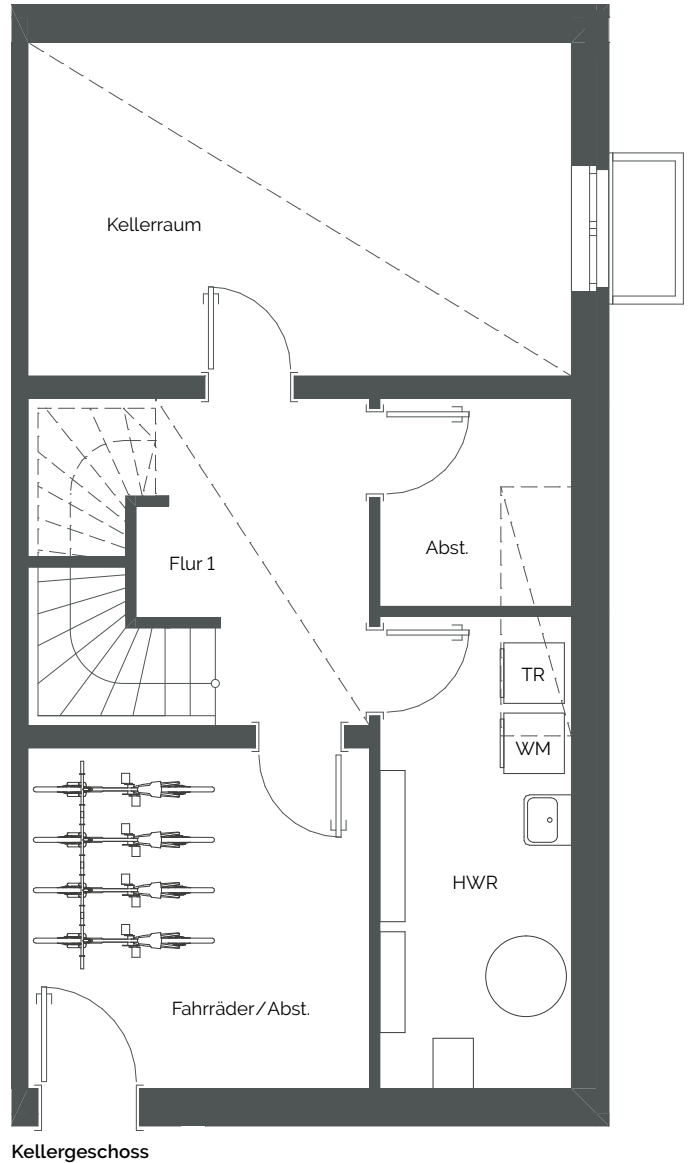 Kellerraum
Abst.
Flur 1
TR
WM
HWR
Fahrräder/Abst.
Kellergeschoss